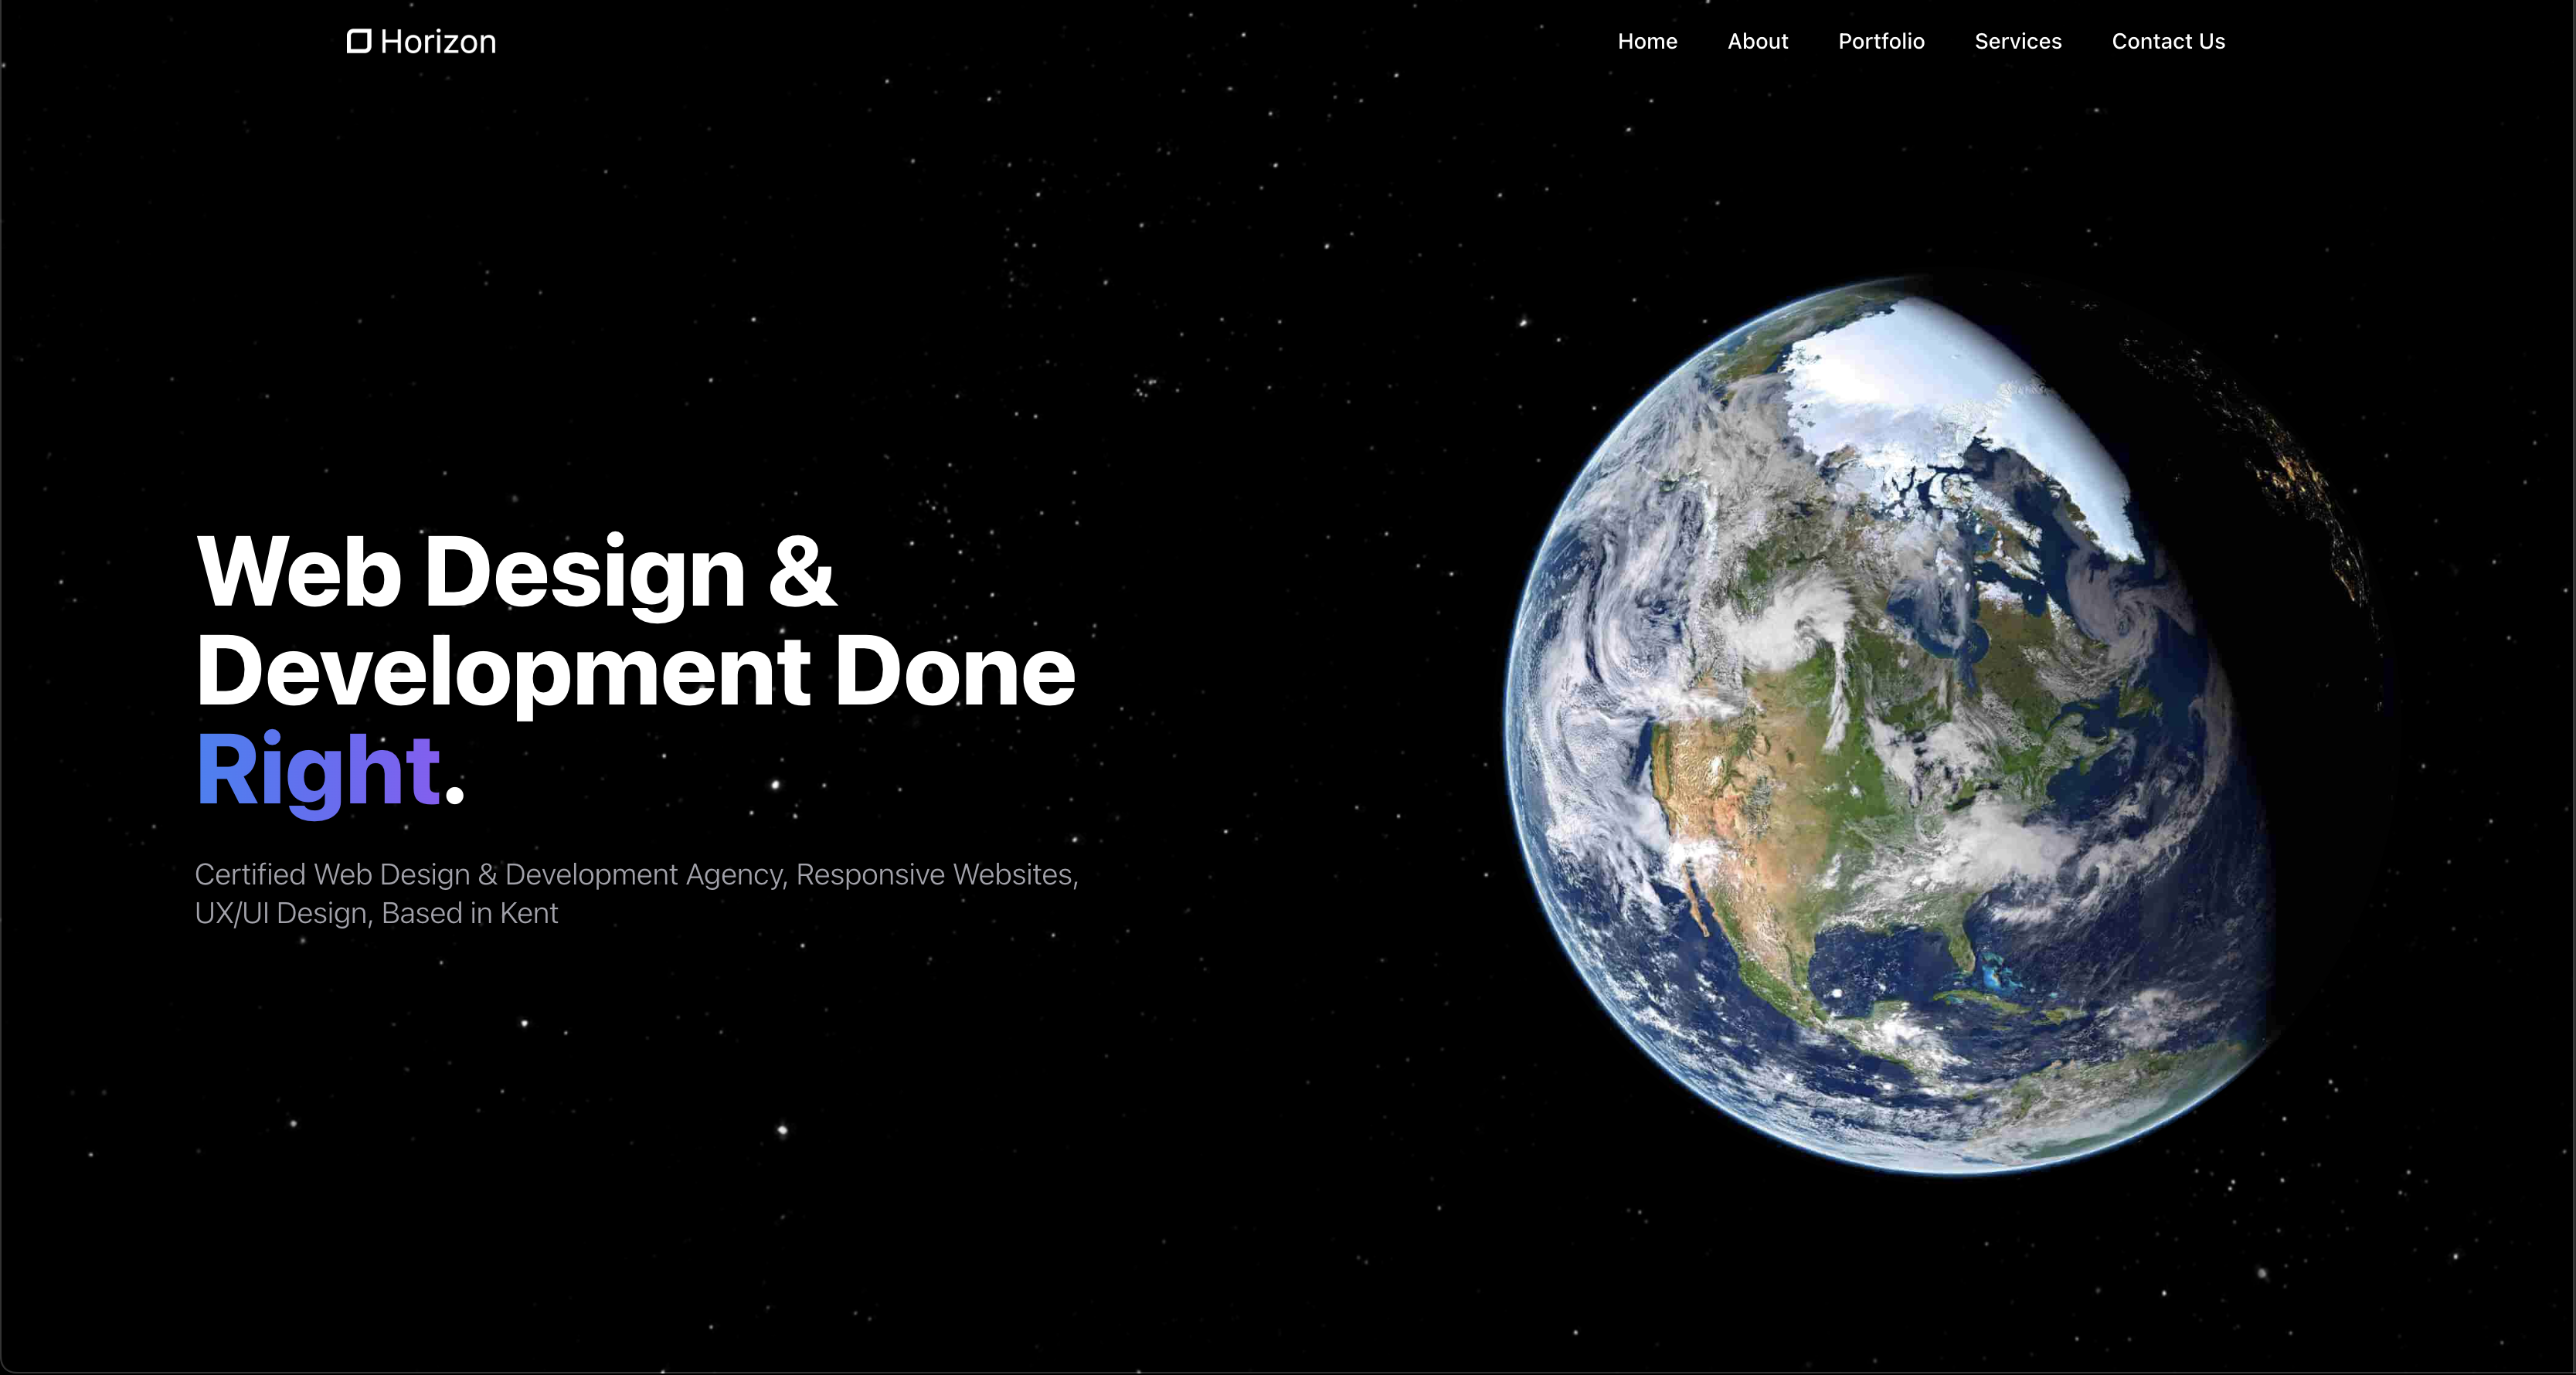 Horizon
Home About Portfolio Services Contact Us
Web Design &
Development Done
Right.
Certified Web Design & Development Agency, Responsive Websites,
UX/UI Design, Based in Kent